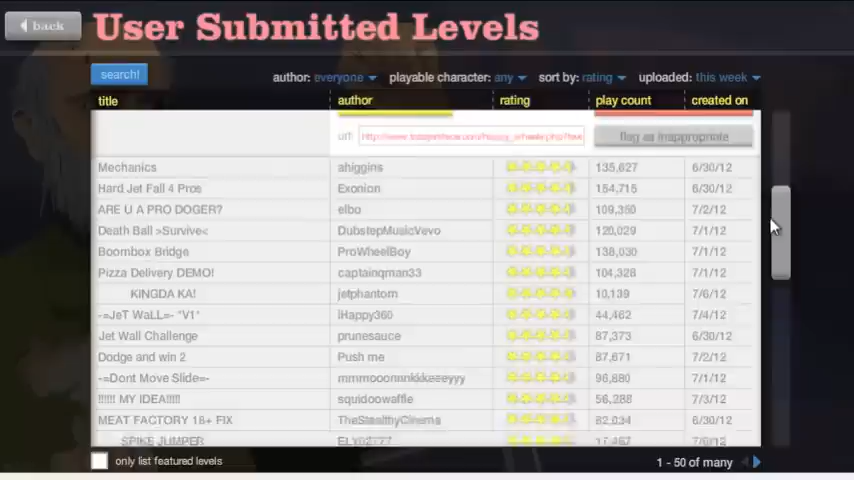 back
User Submitted Levels
search!
author: everyone playable character: any sort by: rating uploaded: this week
title author rating play count created on
url: flag as inappropriate
Mechanics ahiggins 135,627 6/30/12
Hard Jet Fall 4 Pros Exonion 154,715 6/30/12
ARE U A PRO DOGER? elbo 109,350 7/2/12
Death Ball >Survive< DubstepMusicVevo 120,029 7/1/12
Boombox Bridge ProWheelBoy 138,030 7/1/12
Pizza Delivery DEMO! captainqman33 104,328 7/1/12
KINGDA KA! jetphantom 10,139 7/6/12
-=JeT WaLL=- "V1" iHappy360 44,462 7/4/12
Jet Wall Challenge prunesauce 87,373 6/30/12
Dodge and win 2 Push me 87,671 7/2/12
-=Dont Move Slide=- 96,880 7/1/12
!!!!!! MY IDEA!!!!! squidoowaffle 56,288 7/3/12
MEAT FACTORY 18+ FIX TheStealthyCinema 82,034 6/30/12
SPIKE JUMPER
only list featured levels 1 - 50 of many